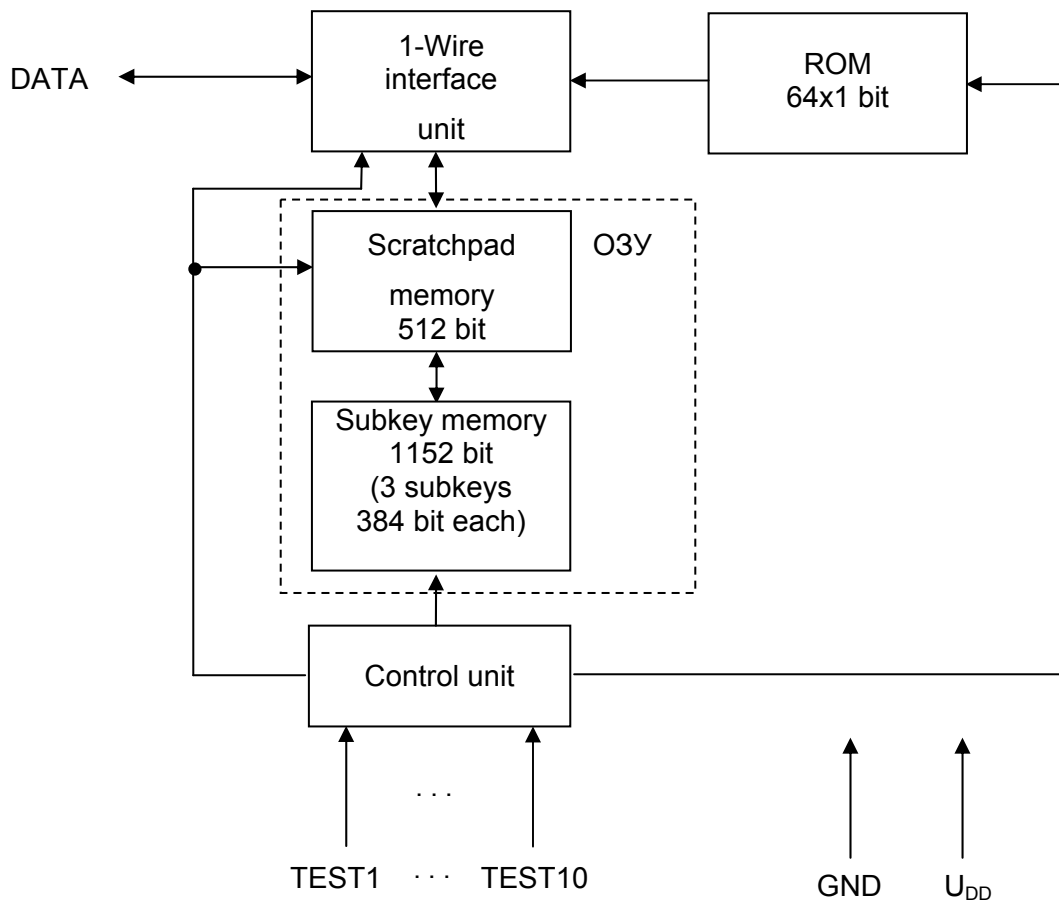 DATA
1-Wire
interface
unit
ROM
64x1 bit
Scratchpad
memory
512 bit
ОЗУ
Subkey memory
1152 bit
(3 subkeys
384 bit each)
Control unit
. . .
TEST1 . . . TEST10
GND
UDD